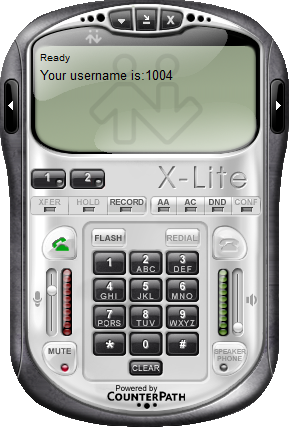 X
Ready
Your username is:1004
X-Lite
1 2
XFER HOLD RECORD AA AC DND CONF
FLASH REDIAL
1 2 ABC 3 DEF
4 GHI 5 JKL 6 MNO
7 PQRS 8 TUV 9 WXYZ
* 0 #
MUTE CLEAR SPEAKER PHONE
Powered by
COUNTERPATH